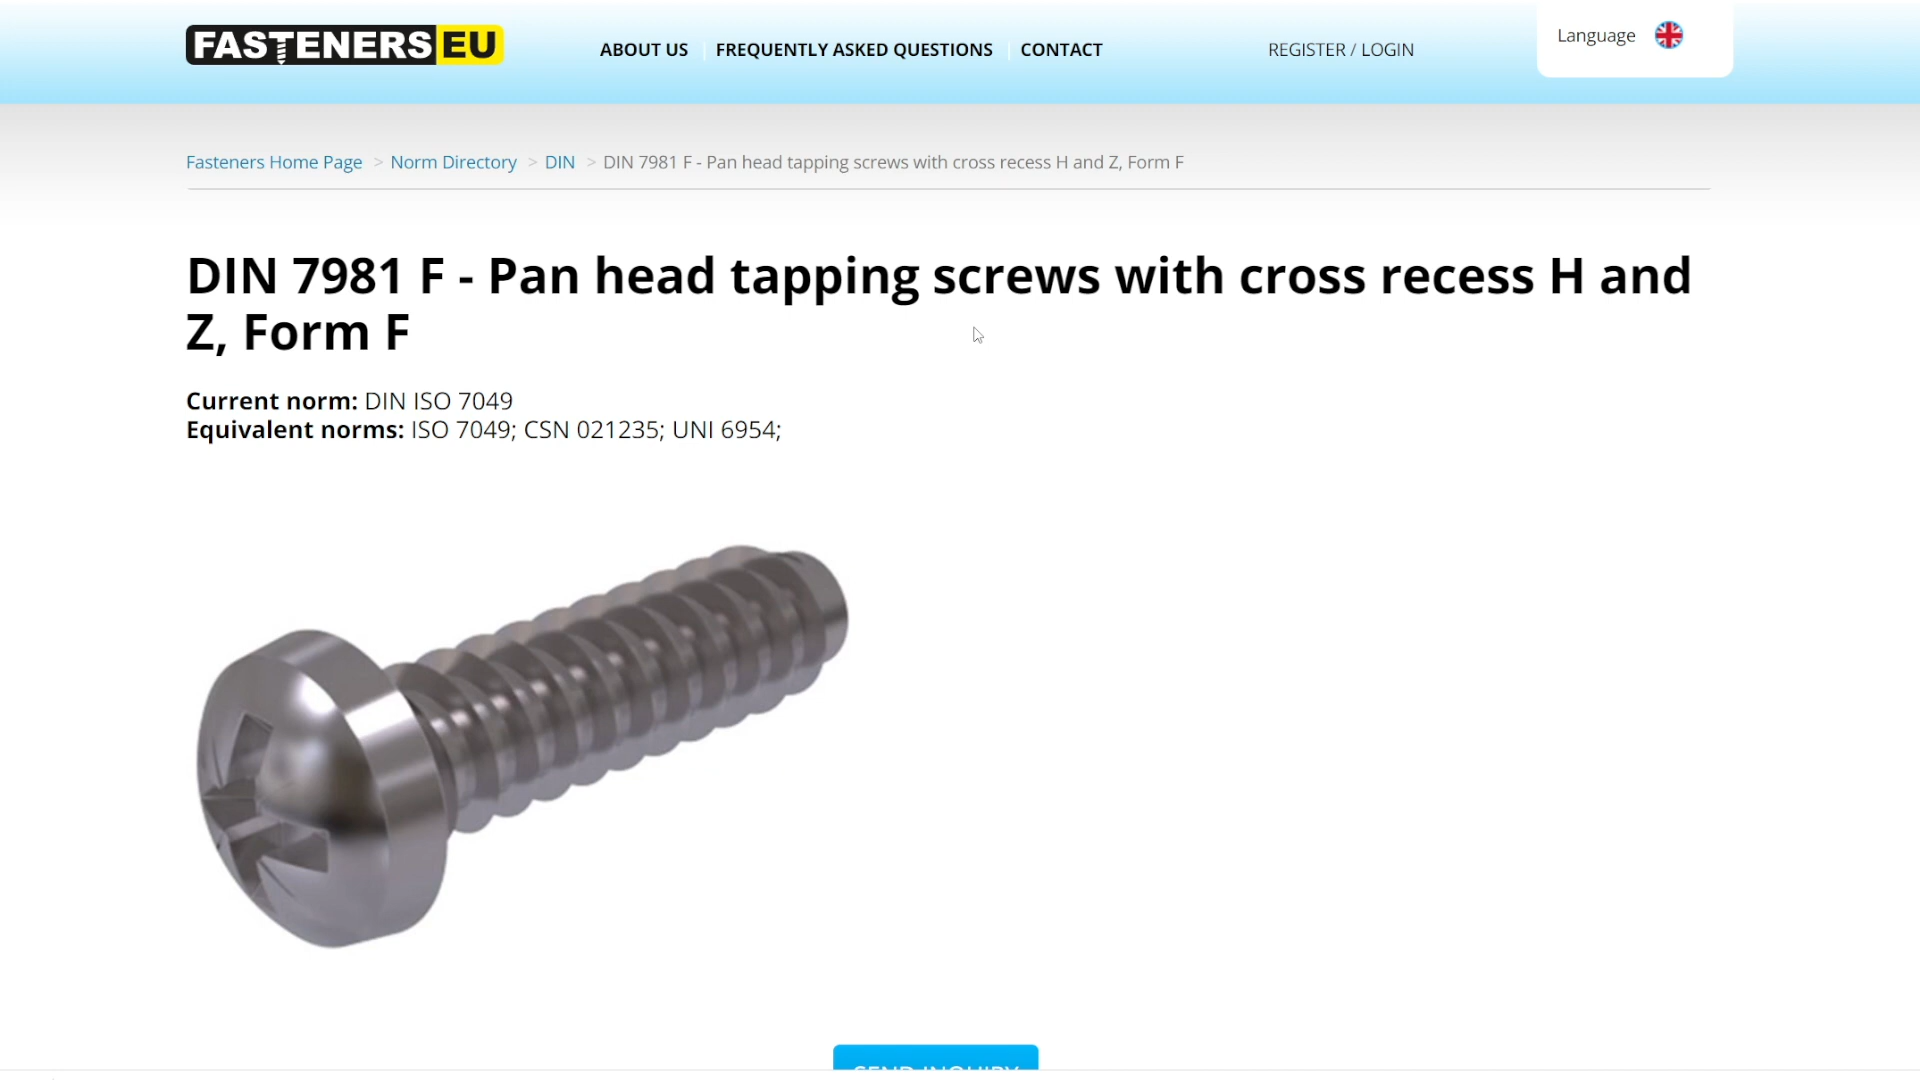 FASTENERS EU
ABOUT US
FREQUENTLY ASKED QUESTIONS
CONTACT
REGISTER / LOGIN
Language
Fasteners Home Page > Norm Directory > DIN > DIN 7981 F - Pan head tapping screws with cross recess H and Z, Form F
DIN 7981 F - Pan head tapping screws with cross recess H and
Z, Form F
Current norm: DIN ISO 7049
Equivalent norms: ISO 7049; CSN 021235; UNI 6954;
SEND INQUIRY